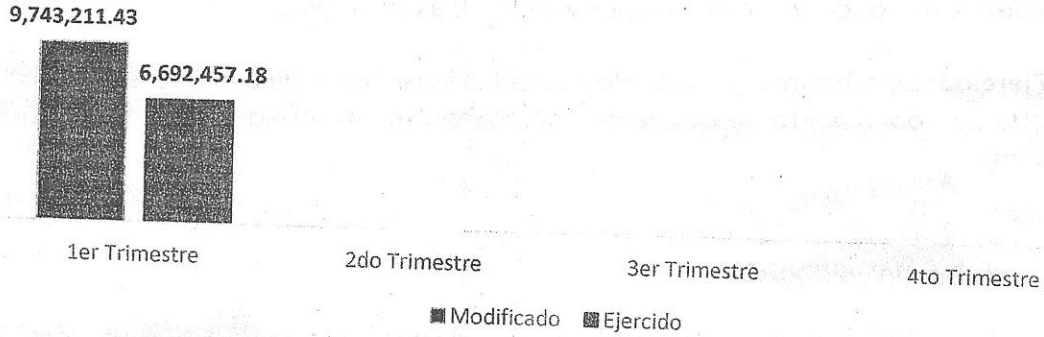 9,743,211.43
6,692,457.18
1er Trimestre
2do Trimestre
3er Trimestre
4to Trimestre
Modificado Ejercido